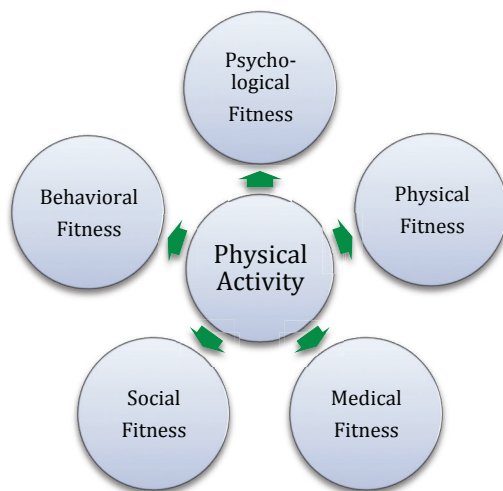 Psycho-
logical
Fitness
Behavioral
Fitness
Physical
Fitness
Physical
Activity
Social
Fitness
Medical
Fitness